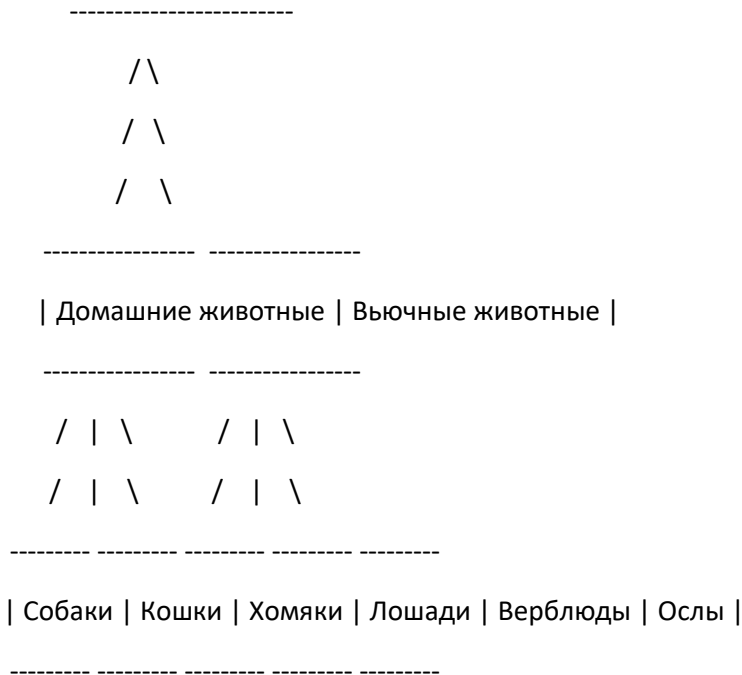 -------------------------
/ \
/ \
/ \
----------------- -----------------
| Домашние животные | Вьючные животные |
----------------- -----------------
/ | \ / | \
/ | \ / | \
--------- --------- --------- --------- ---------
| Собаки | Кошки | Хомяки | Лошади | Верблюды | Ослы |
--------- --------- --------- --------- ---------